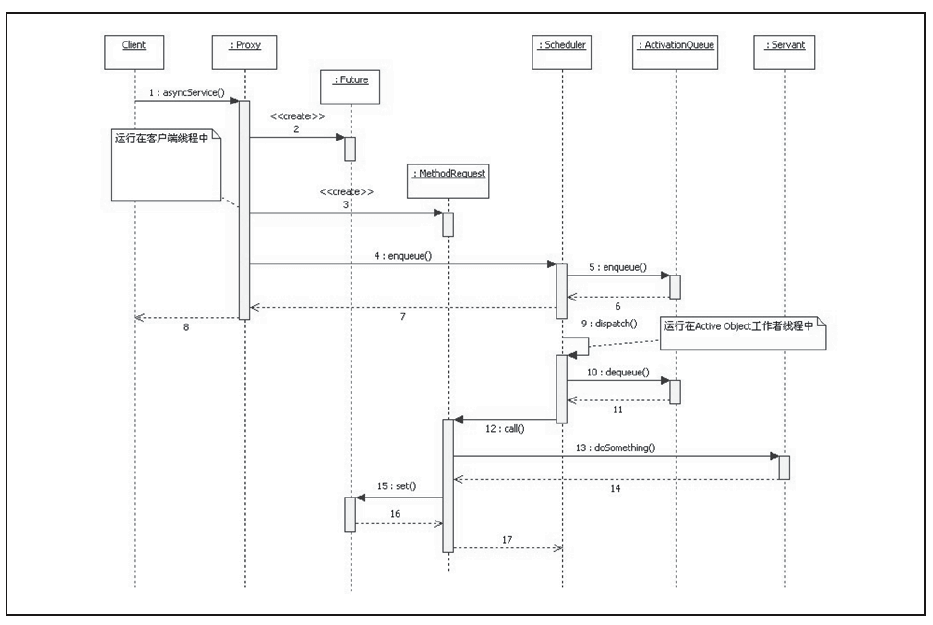 Client
: Proxy
: Scheduler
: ActivationQueue
: Servant
: Future
1 : asyncService()
<<create>>
2
运行在客户端线程中
: MethodRequest
<<create>>
3
4 : enqueue()
5 : enqueue()
6
7
8
9 : dispatch()
运行在Active Object工作者线程中
10 : dequeue()
11
12 : call()
13 : doSomething()
14
15 : set()
16
17